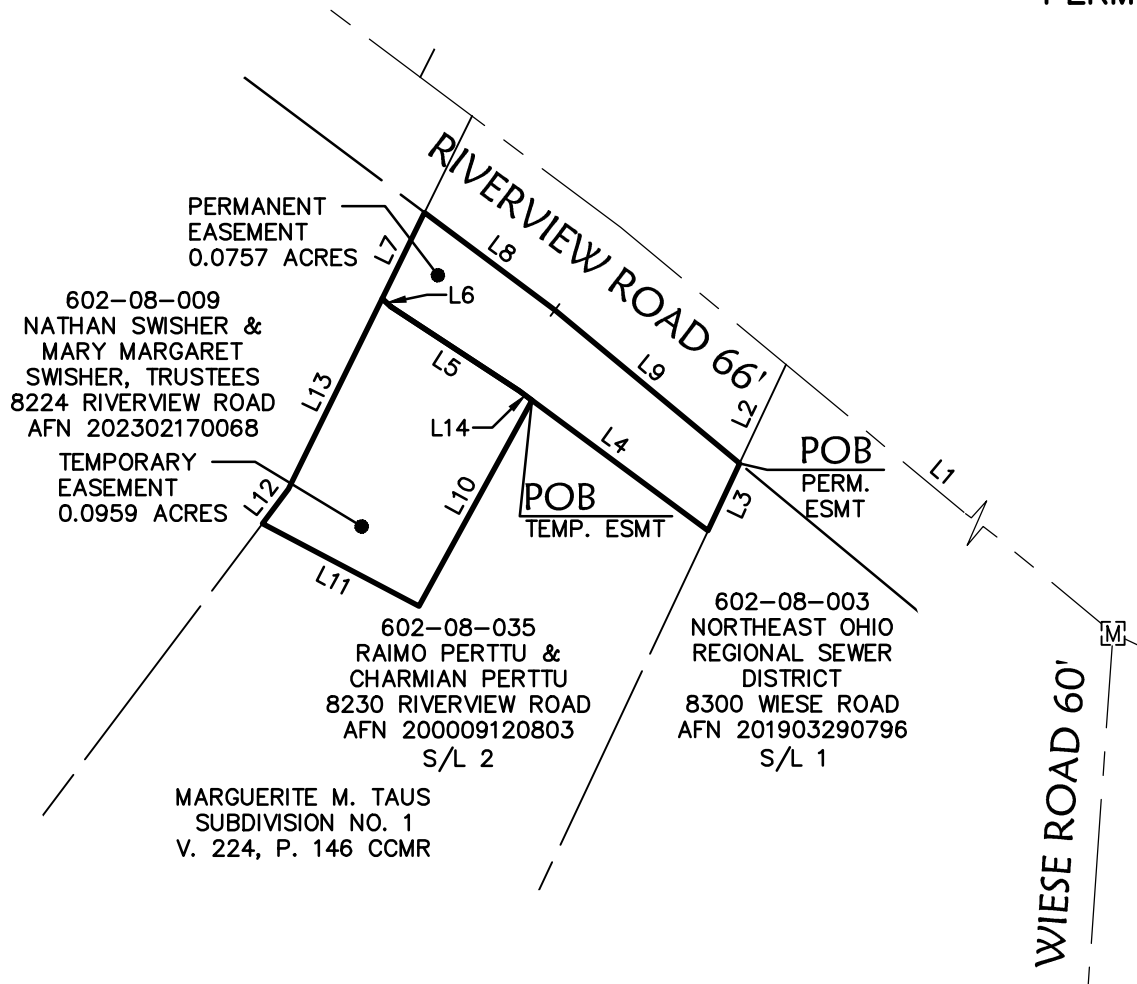 RIVERVIEW ROAD 66'
PERMANENT
EASEMENT
0.0757 ACRES
L7
L8
L6
602-08-009
NATHAN SWISHER &
MARY MARGARET
SWISHER, TRUSTEES
8224 RIVERVIEW ROAD
AFN 202302170068
L13
L5
L9
L2
L14
L4
POB
PERM.
ESMT
L1
TEMPORARY
EASEMENT
0.0959 ACRES
L12
L10
POB
TEMP. ESMT
L3
L11
602-08-035
RAIMO PERTTU &
CHARMIAN PERTTU
8230 RIVERVIEW ROAD
AFN 200009120803
S/L 2
602-08-003
NORTHEAST OHIO
REGIONAL SEWER
DISTRICT
8300 WIESE ROAD
AFN 201903290796
S/L 1
M
WIESE ROAD 60'
MARGUERITE M. TAUS
SUBDIVISION NO. 1
V. 224, P. 146 CCMR